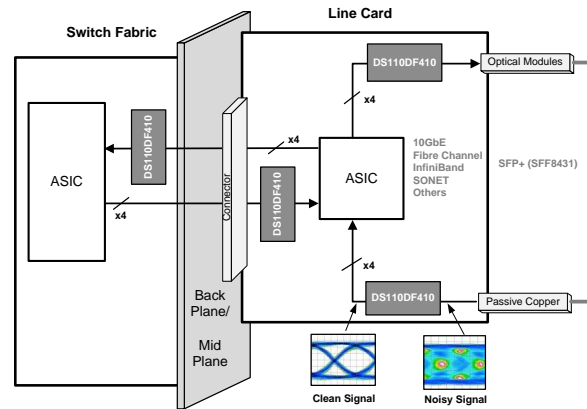 Switch Fabric
Line Card
DS110DF410
Optical Modules
x4
DS110DF410
x4
ASIC
ASIC
10GbE
Fibre Channel
InfiniBand
SONET
Others
SFP+ (SFF8431)
Connector
DS110DF410
x4
x4
Back
Plane/
Mid
Plane
DS110DF410
Passive Copper
Clean Signal
Noisy Signal